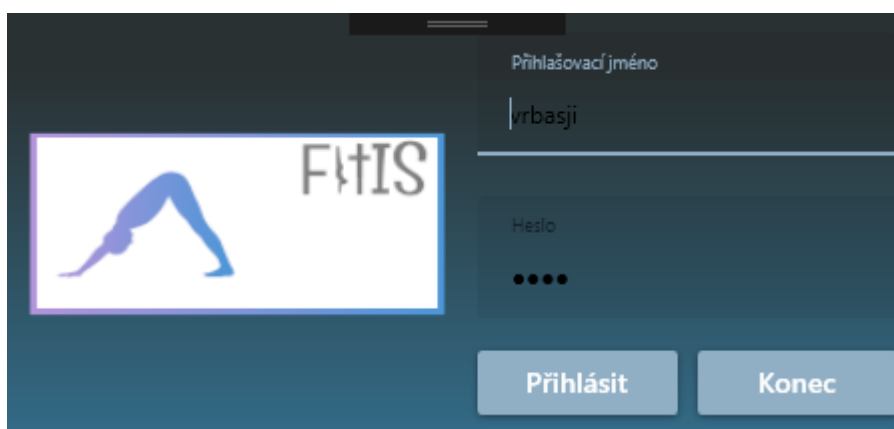 Přihlašovací jméno
vrbasji
FitIS
Heslo
••••
Přihlásit
Konec